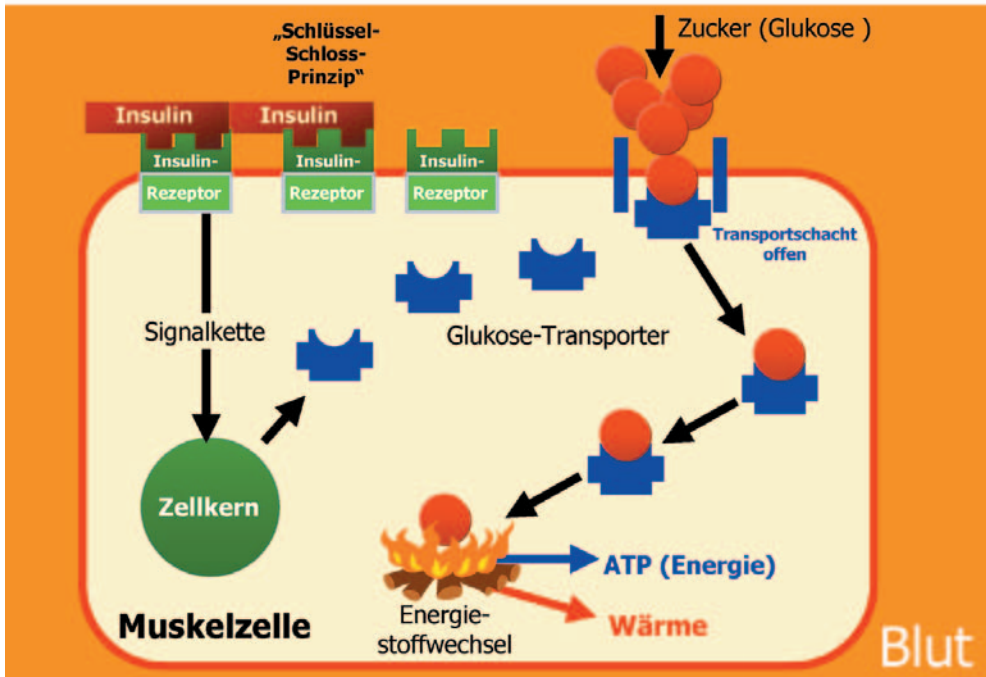 „Schlüssel-
Schloss-
Prinzip“
Zucker (Glukose )
Insulin
Insulin
Insulin-
Rezeptor
Insulin-
Rezeptor
Insulin-
Rezeptor
Transportschacht
offen
Signalkette
Glukose-Transporter
Zellkern
ATP (Energie)
Wärme
Energie-
stoffwechsel
Muskelzelle
Blut